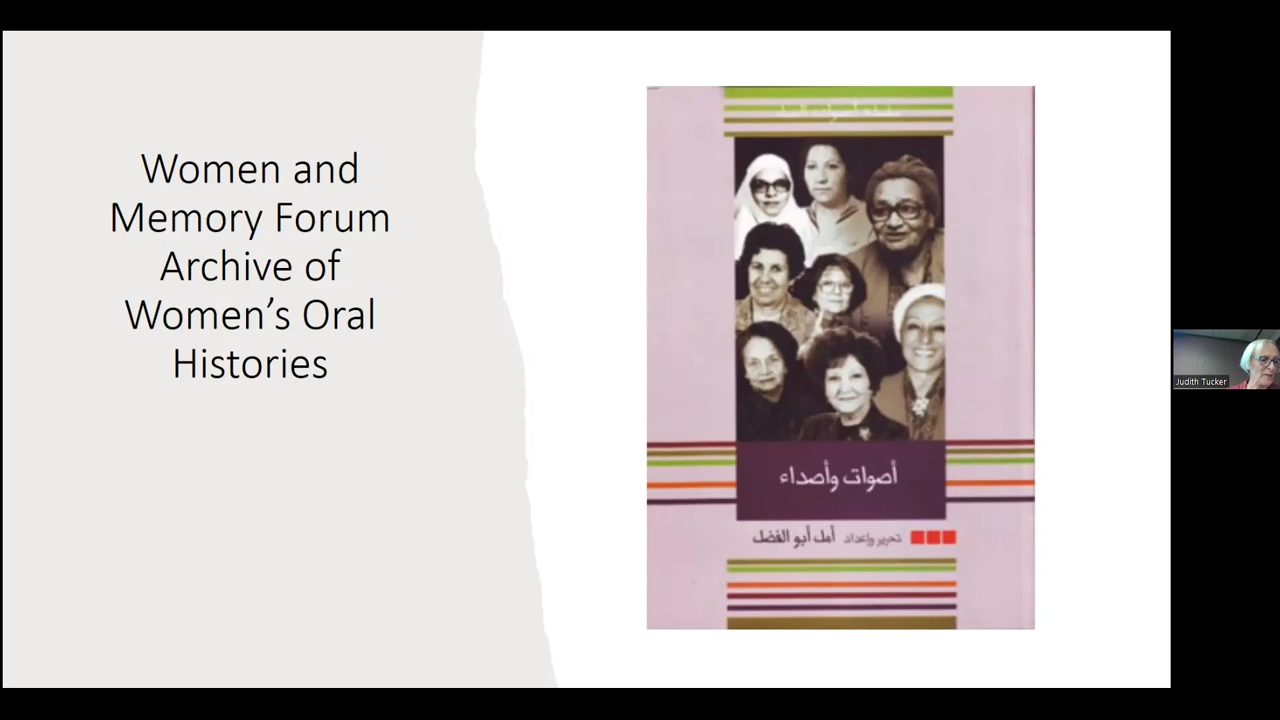 Women and
Memory Forum
Archive of
Women's Oral
Histories
أصوات وأصداء
تحرير وإعداد أمل أبو الفضل
Judith Tucker